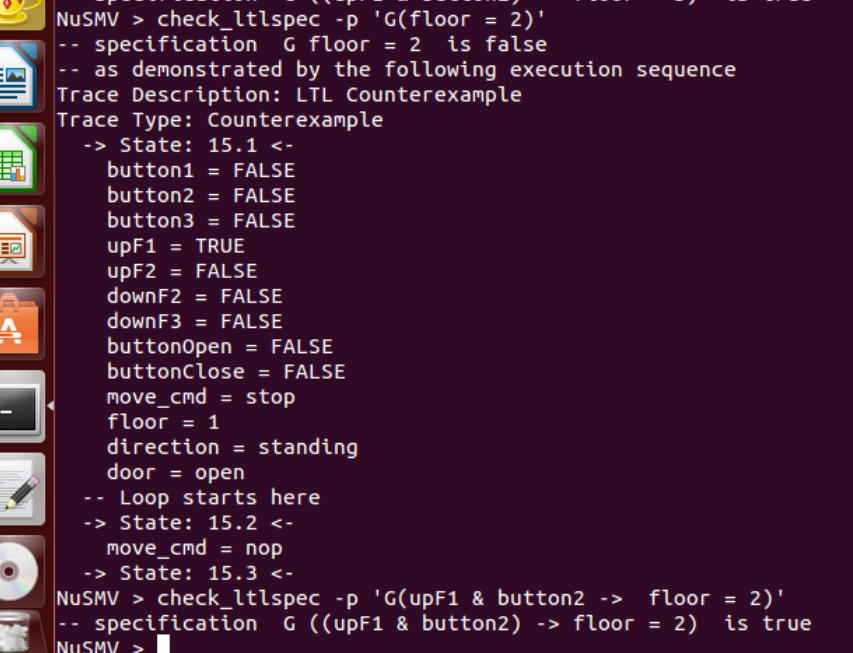 NuSMV > check_ltlspec -p 'G(floor = 2)'
-- specification  G floor = 2  is false
-- as demonstrated by the following execution sequence
Trace Description: LTL Counterexample
Trace Type: Counterexample
  -> State: 15.1 <-
    button1 = FALSE
    button2 = FALSE
    button3 = FALSE
    upF1 = TRUE
    upF2 = FALSE
    downF2 = FALSE
    downF3 = FALSE
    buttonOpen = FALSE
    buttonClose = FALSE
    move_cmd = stop
    floor = 1
    direction = standing
    door = open
  -- Loop starts here
  -> State: 15.2 <-
    move_cmd = nop
  -> State: 15.3 <-
NuSMV > check_ltlspec -p 'G(upF1 & button2 ->  floor = 2)'
-- specification  G ((upF1 & button2) -> floor = 2)  is true
NuSMV >